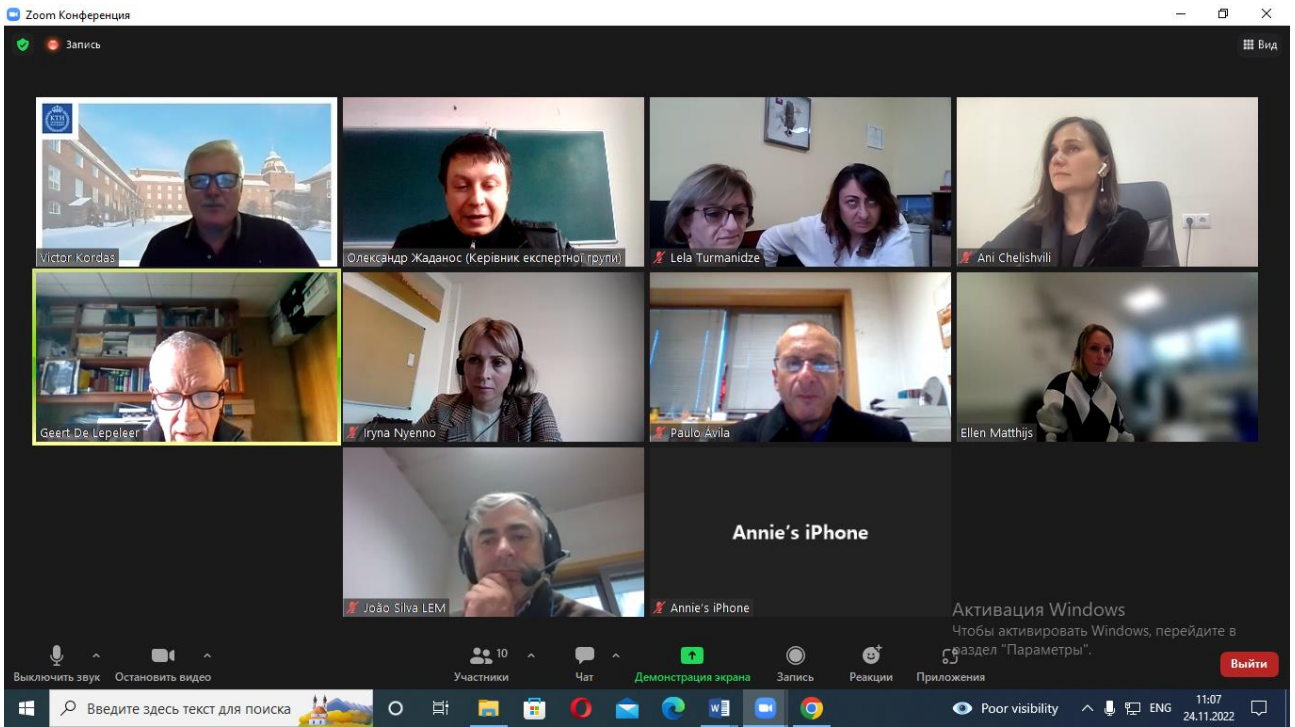 Zoom Конференция
Запись
Вид
KTH
Victor Kordas
Олександр Жаданос (Керівник експертної групи)
Lela Turmanidze
Ani Chelishvili
Geert De Lepeleer
Iryna Nyenno
Paulo Ávila
Ellen Matthijs
João Silva LEM
Annie's iPhone
Annie's iPhone
Активация Windows
Чтобы активировать Windows, перейдите в
раздел "Параметры".
Выключить звук
Остановить видео
Участники
10
Чат
Демонстрация экрана
Запись
Реакции
Приложения
Выйти
Введите здесь текст для поиска
Poor visibility
ENG
11:07
24.11.2022